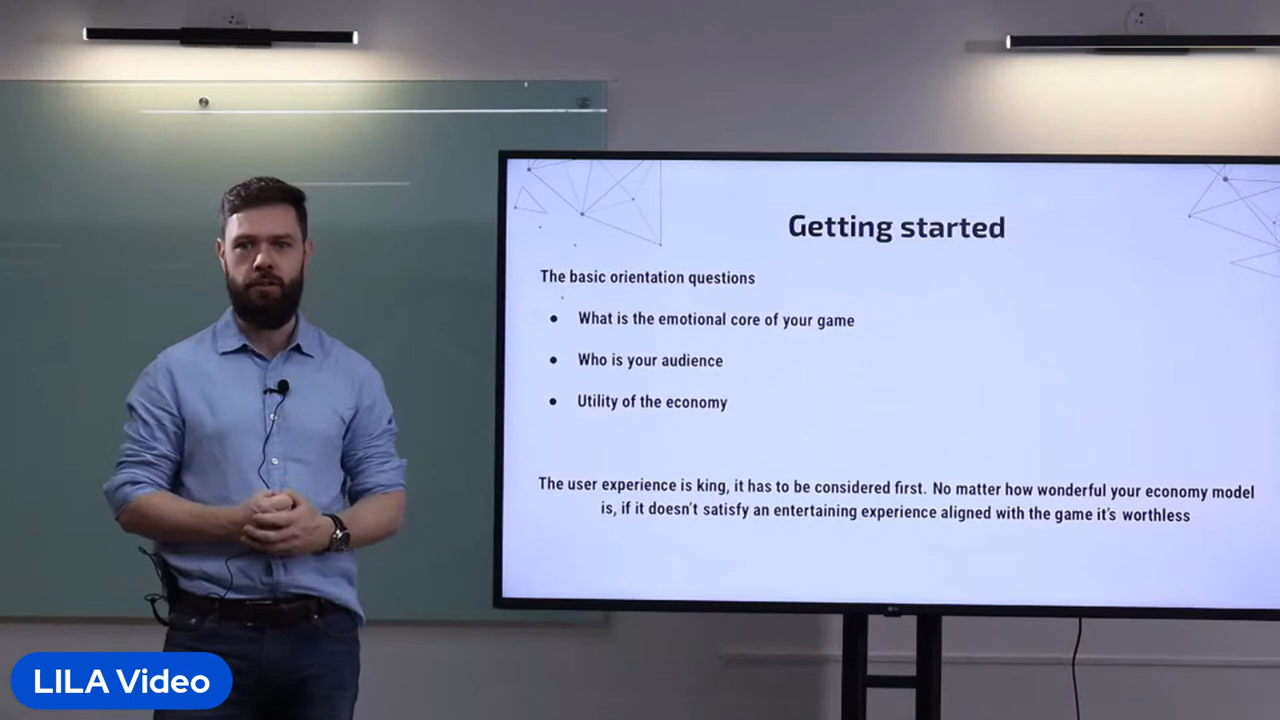 Getting started
The basic orientation questions
What is the emotional core of your game
Who is your audience
Utility of the economy
The user experience is king, it has to be considered first. No matter how wonderful your economy model
is, if it doesn't satisfy an entertaining experience aligned with the game it's worthless
LILA Video